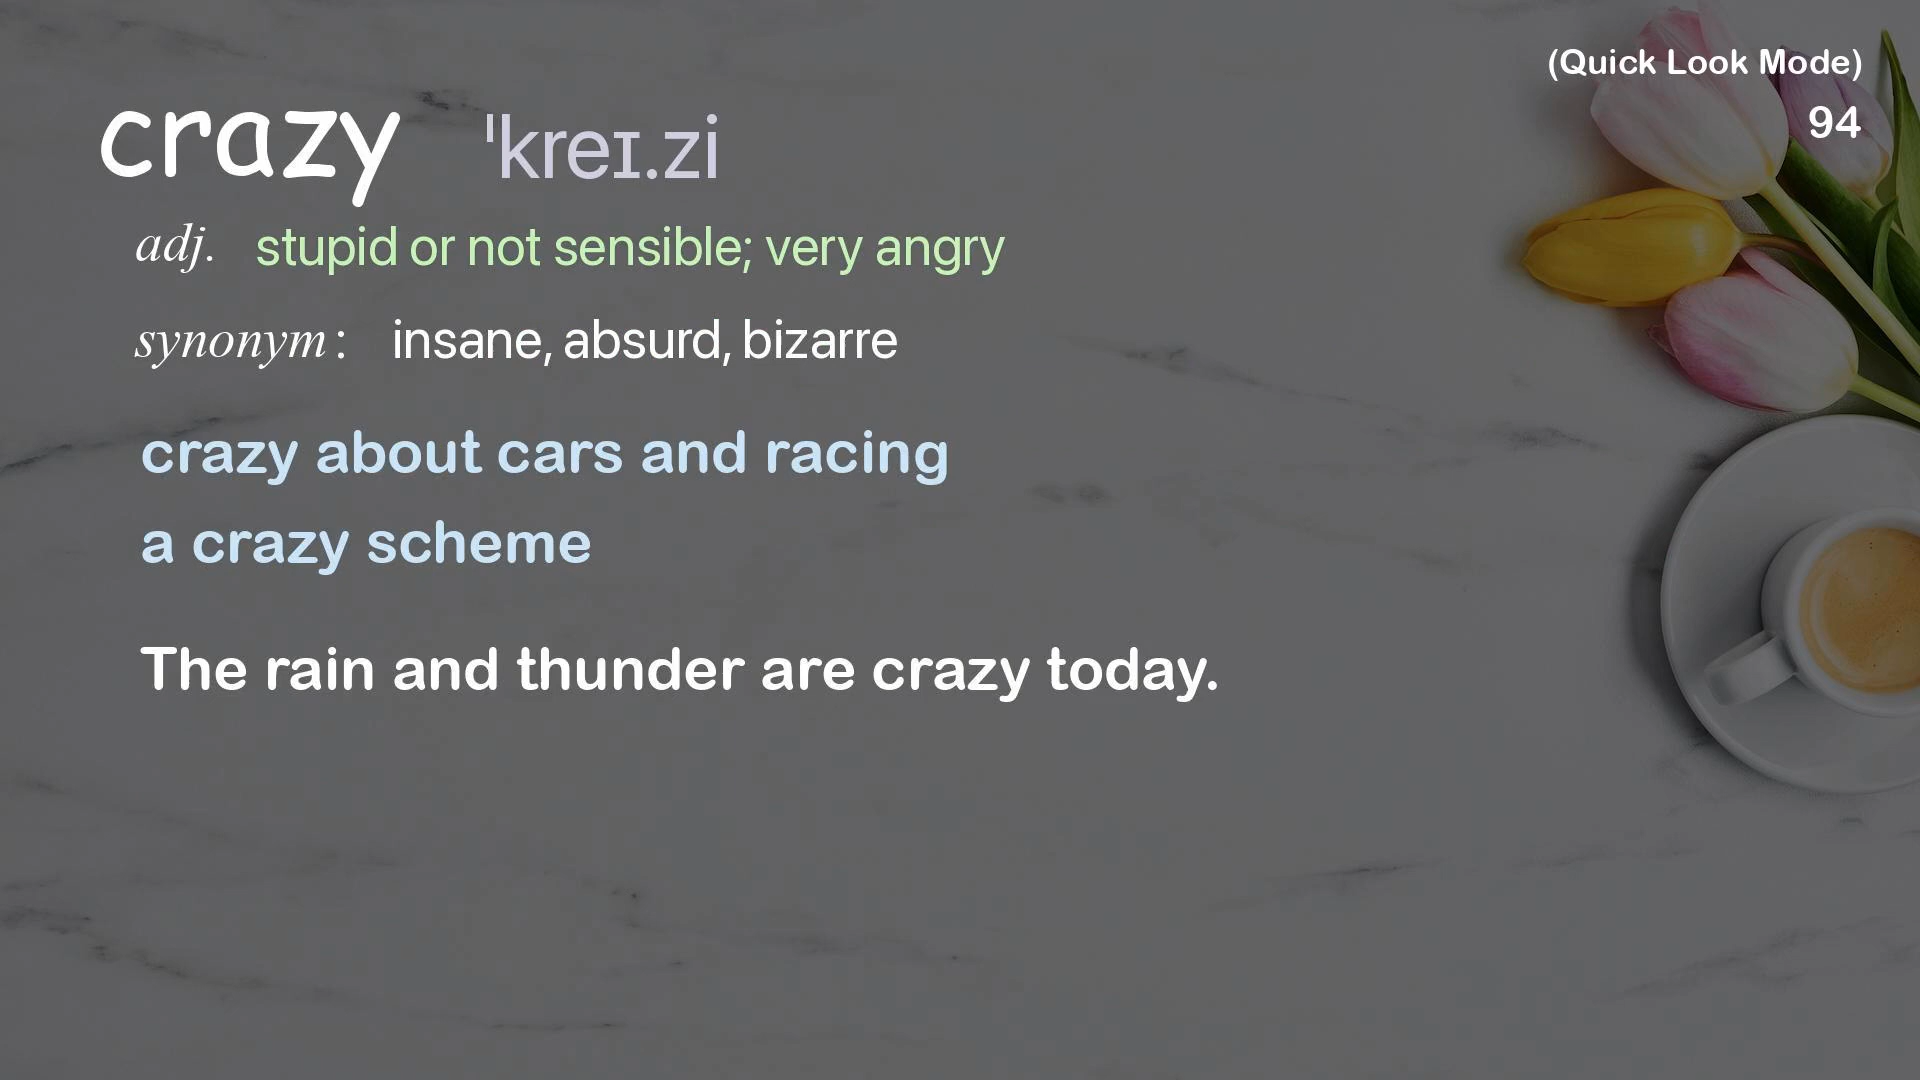 (Quick Look Mode)
94
crazy ˈkreɪ.zi
adj. stupid or not sensible; very angry
synonym: insane, absurd, bizarre
crazy about cars and racing
a crazy scheme
The rain and thunder are crazy today.